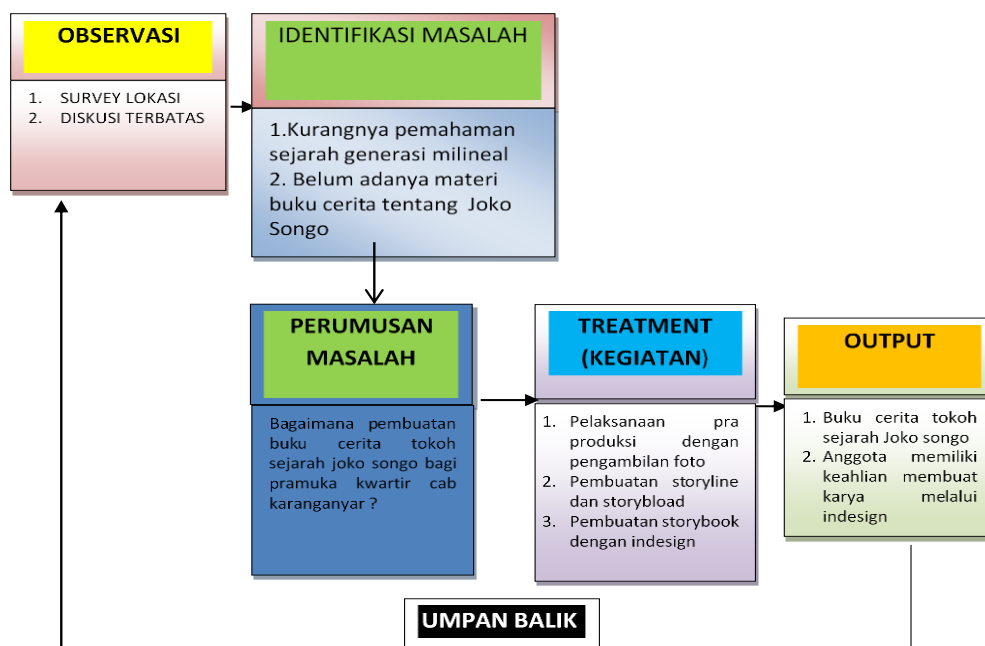 OBSERVASI
1. SURVEY LOKASI
2. DISKUSI TERBATAS
IDENTIFIKASI MASALAH
1.Kurangnya pemahaman
sejarah generasi milineal
2. Belum adanya materi
buku cerita tentang Joko
Songo
PERUMUSAN
MASALAH
Bagaimana pembuatan
buku cerita tokoh
sejarah joko songo bagi
pramuka kwartir cab
karanganyar ?
TREATMENT
(KEGIATAN)
1. Pelaksanaan pra
produksi dengan
pengambilan foto
2. Pembuatan storyline
dan storybload
3. Pembuatan storybook
dengan indesign
OUTPUT
1. Buku cerita tokoh
sejarah Joko songo
2. Anggota memiliki
keahlian membuat
karya melalui
indesign
UMPAN BALIK